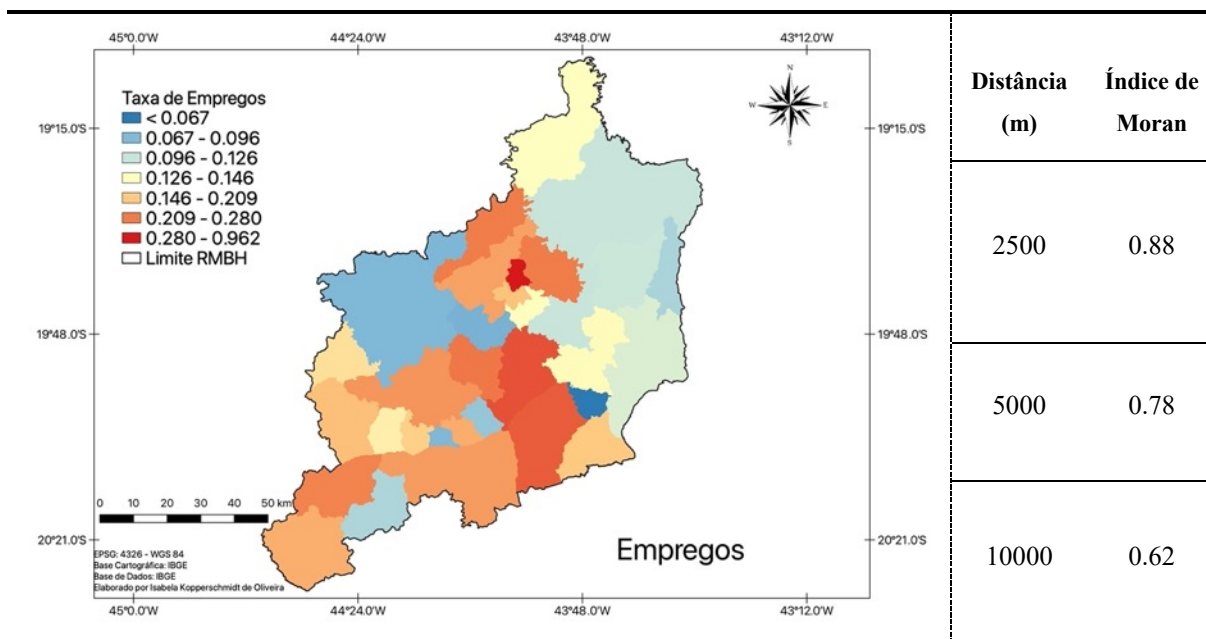 45°0.0'W 44°24.0'W 43°48.0'W 43°12.0'W
Taxa de Empregos
< 0.067
0.067 - 0.096
0.096 - 0.126
0.126 - 0.146
0.146 - 0.209
0.209 - 0.280
0.280 - 0.962
Limite RMBH
N
W E
S
19°15.0'S 19°15.0'S
19°48.0'S 19°48.0'S
20°21.0'S 20°21.0'S
0 10 20 30 40 50 km
EPSG: 4326 - WGS 84
Base Cartográfica: IBGE
Base de Dados: IBGE
Elaborado por Isabela Kopperschmidt de Oliveira
Empregos
45°0.0'W 44°24.0'W 43°48.0'W 43°12.0'W
Distância Índice de
(m) Moran
2500 0.88
5000 0.78
10000 0.62